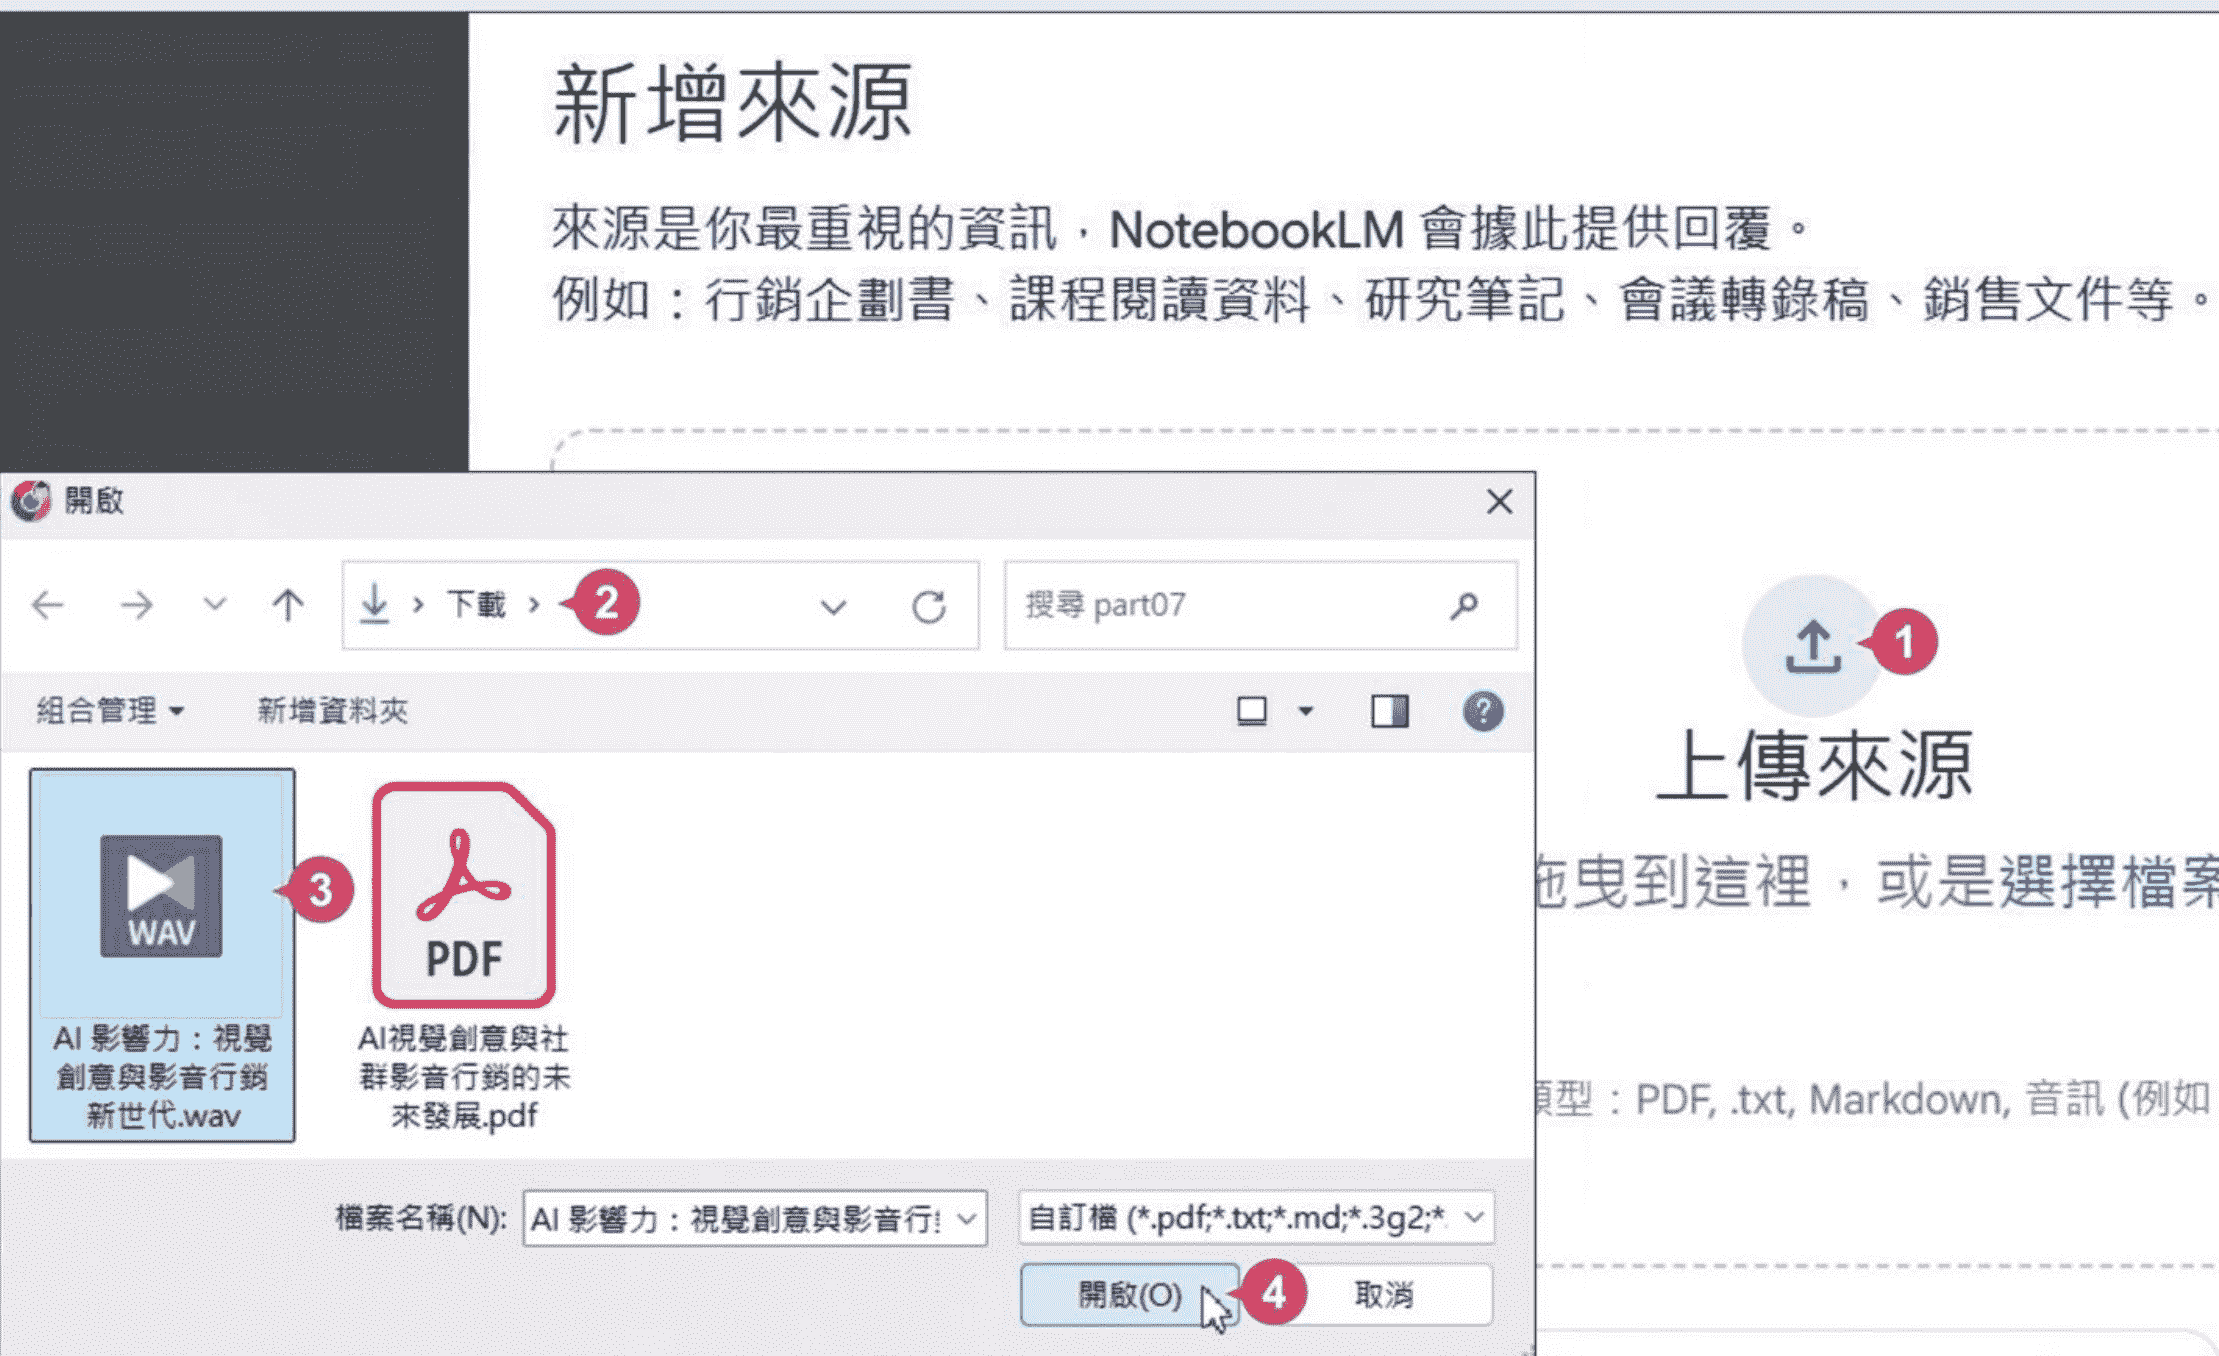 新增來源
來源是你最重視的資訊，NotebookLM 會據此提供回覆。
例如：行銷企劃書、課程閱讀資料、研究筆記、會議轉錄稿、銷售文件等。
開啟
下載
2
搜尋 part07
組合管理
新增資料夾
1
上傳來源
拖曳到這裡，或是選擇檔案
類型：PDF, .txt, Markdown, 音訊 (例如
WAV
3
PDF
AI 影響力：視覺
創意與影音行銷
新世代.wav
AI視覺創意與社
群影音行銷的未
來發展.pdf
檔案名稱(N):
AI 影響力：視覺創意與影音行
自訂檔 (*.pdf;*.txt;*.md;*.3g2;*.
開啟(O)
4
取消